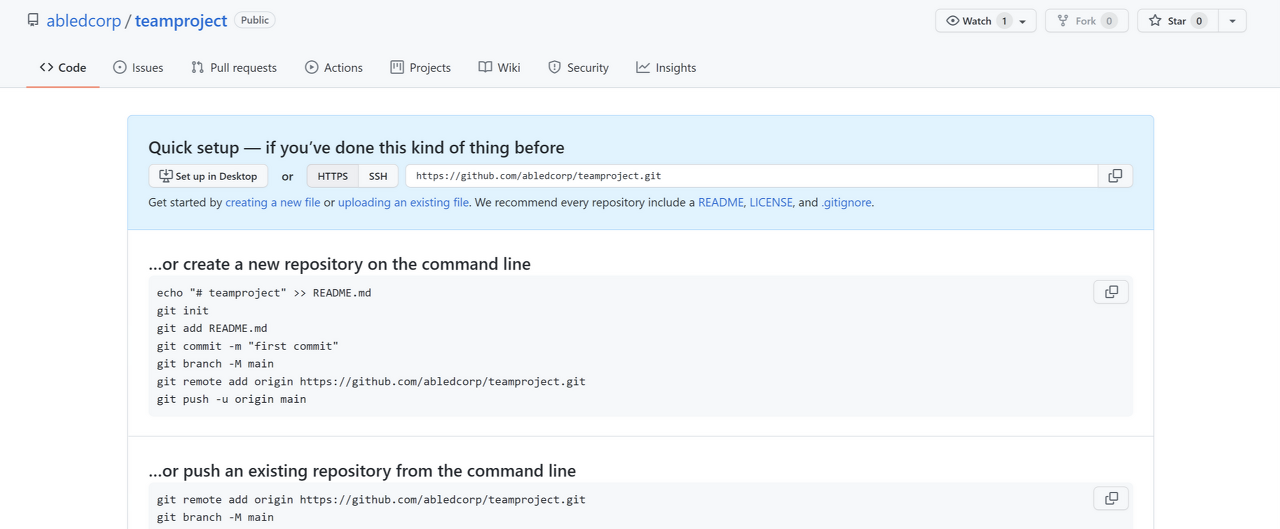 abledcorp / teamproject Public
Watch 1 Fork 0 Star 0
Code Issues Pull requests Actions Projects Wiki Security Insights
Quick setup — if you’ve done this kind of thing before
Set up in Desktop or HTTPS SSH https://github.com/abledcorp/teamproject.git
Get started by creating a new file or uploading an existing file. We recommend every repository include a README, LICENSE, and .gitignore.
…or create a new repository on the command line
echo "# teamproject" >> README.md
git init
git add README.md
git commit -m "first commit"
git branch -M main
git remote add origin https://github.com/abledcorp/teamproject.git
git push -u origin main
…or push an existing repository from the command line
git remote add origin https://github.com/abledcorp/teamproject.git
git branch -M main